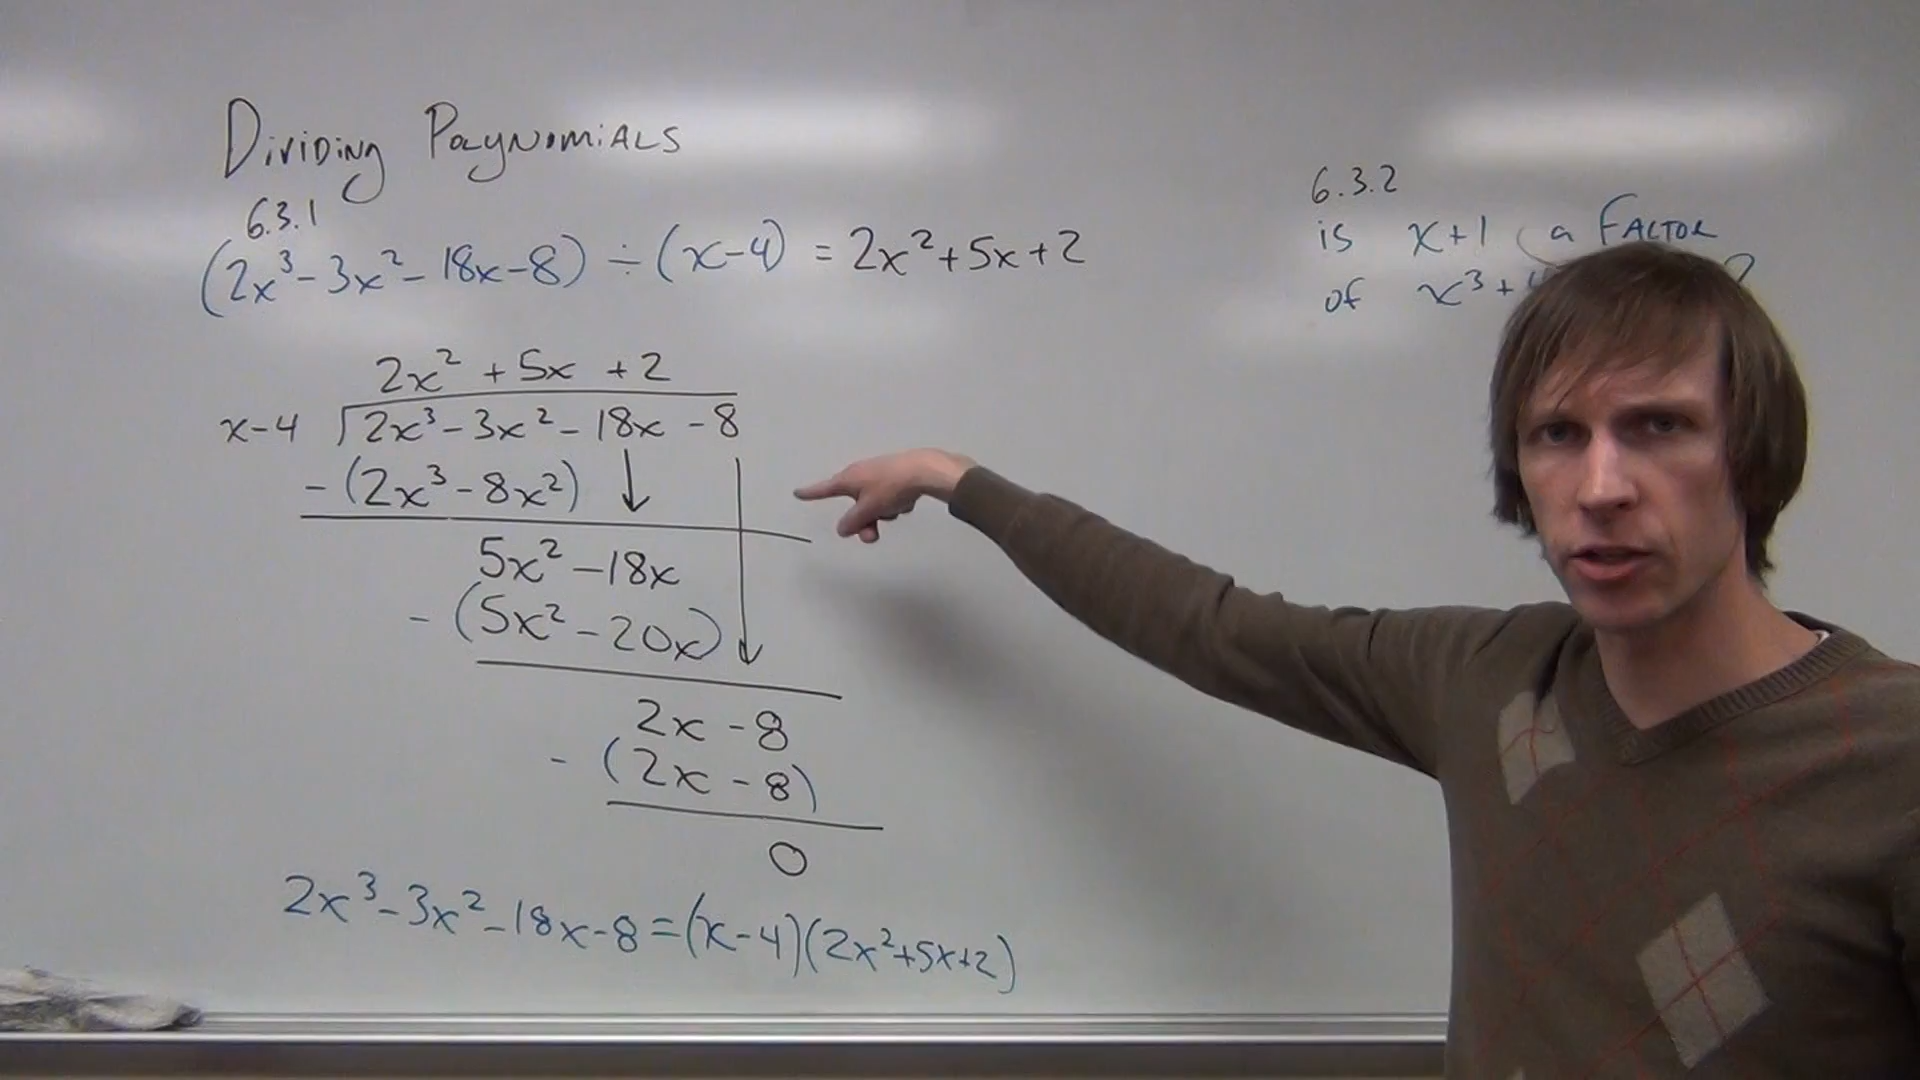 Dividing Polynomials
6.3.1
(2x³-3x²-18x-8) ÷ (x-4) = 2x²+5x+2
2x² +5x +2
x-4 2x³-3x²-18x-8
-(2x³-8x²)
5x²-18x
-(5x²-20x)
2x-8
-(2x-8)
0
2x³-3x²-18x-8=(x-4)(2x²+5x+2)
6.3.2
is x+1 a Factor
of x³+ ?